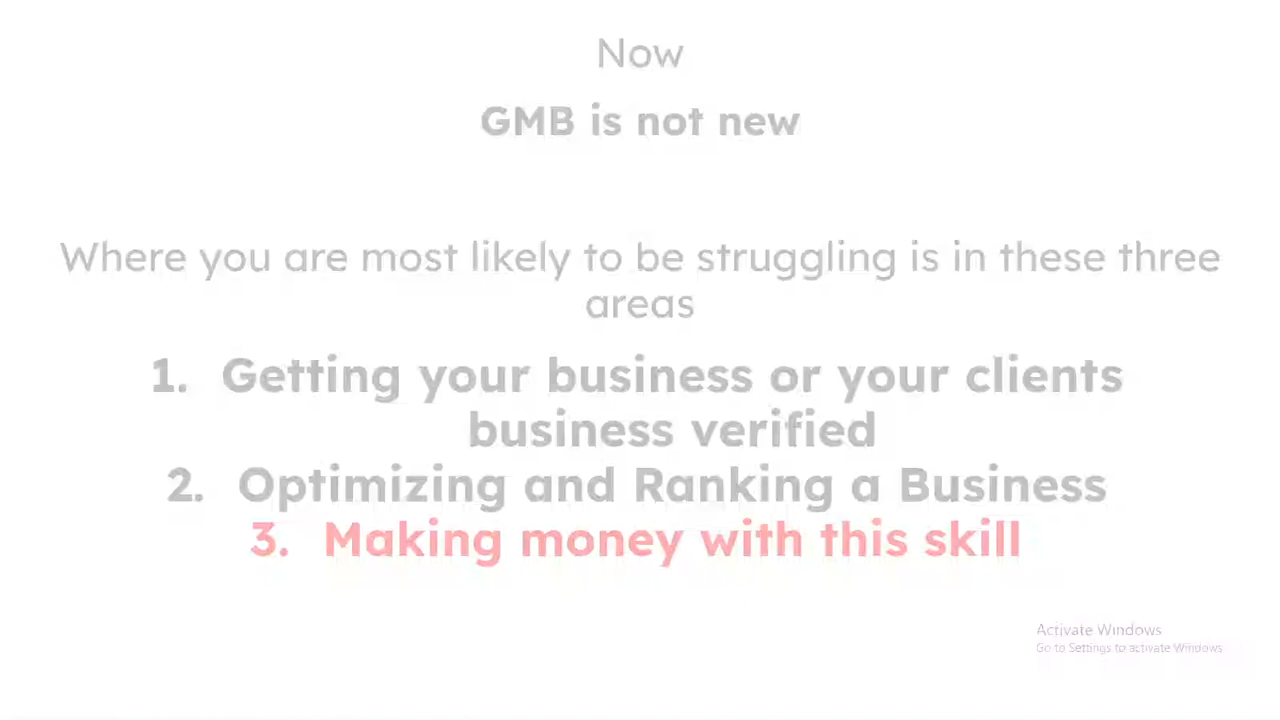 Now
GMB is not new
Where you are most likely to be struggling is in these three
areas
1. Getting your business or your clients
business verified
2. Optimizing and Ranking a Business
3. Making money with this skill
Activate Windows
Go to Settings to activate Windows.